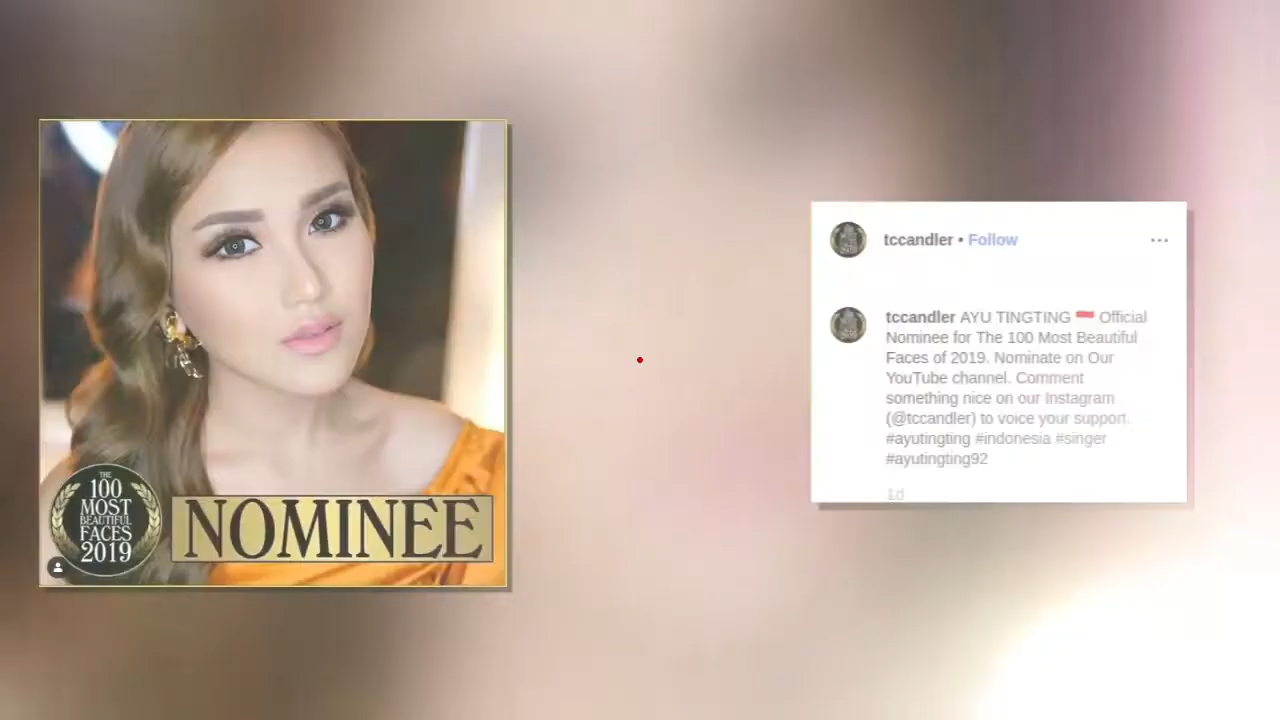 THE
100
MOST
BEAUTIFUL
FACES
2019
NOMINEE
tccandler • Follow
tccandler AYU TINGTING 🇮🇩 Official
Nominee for The 100 Most Beautiful
Faces of 2019. Nominate on Our
YouTube channel. Comment
something nice on our Instagram
(@tccandler) to voice your support.
#ayutingting #indonesia #singer
#ayutingting92
1d